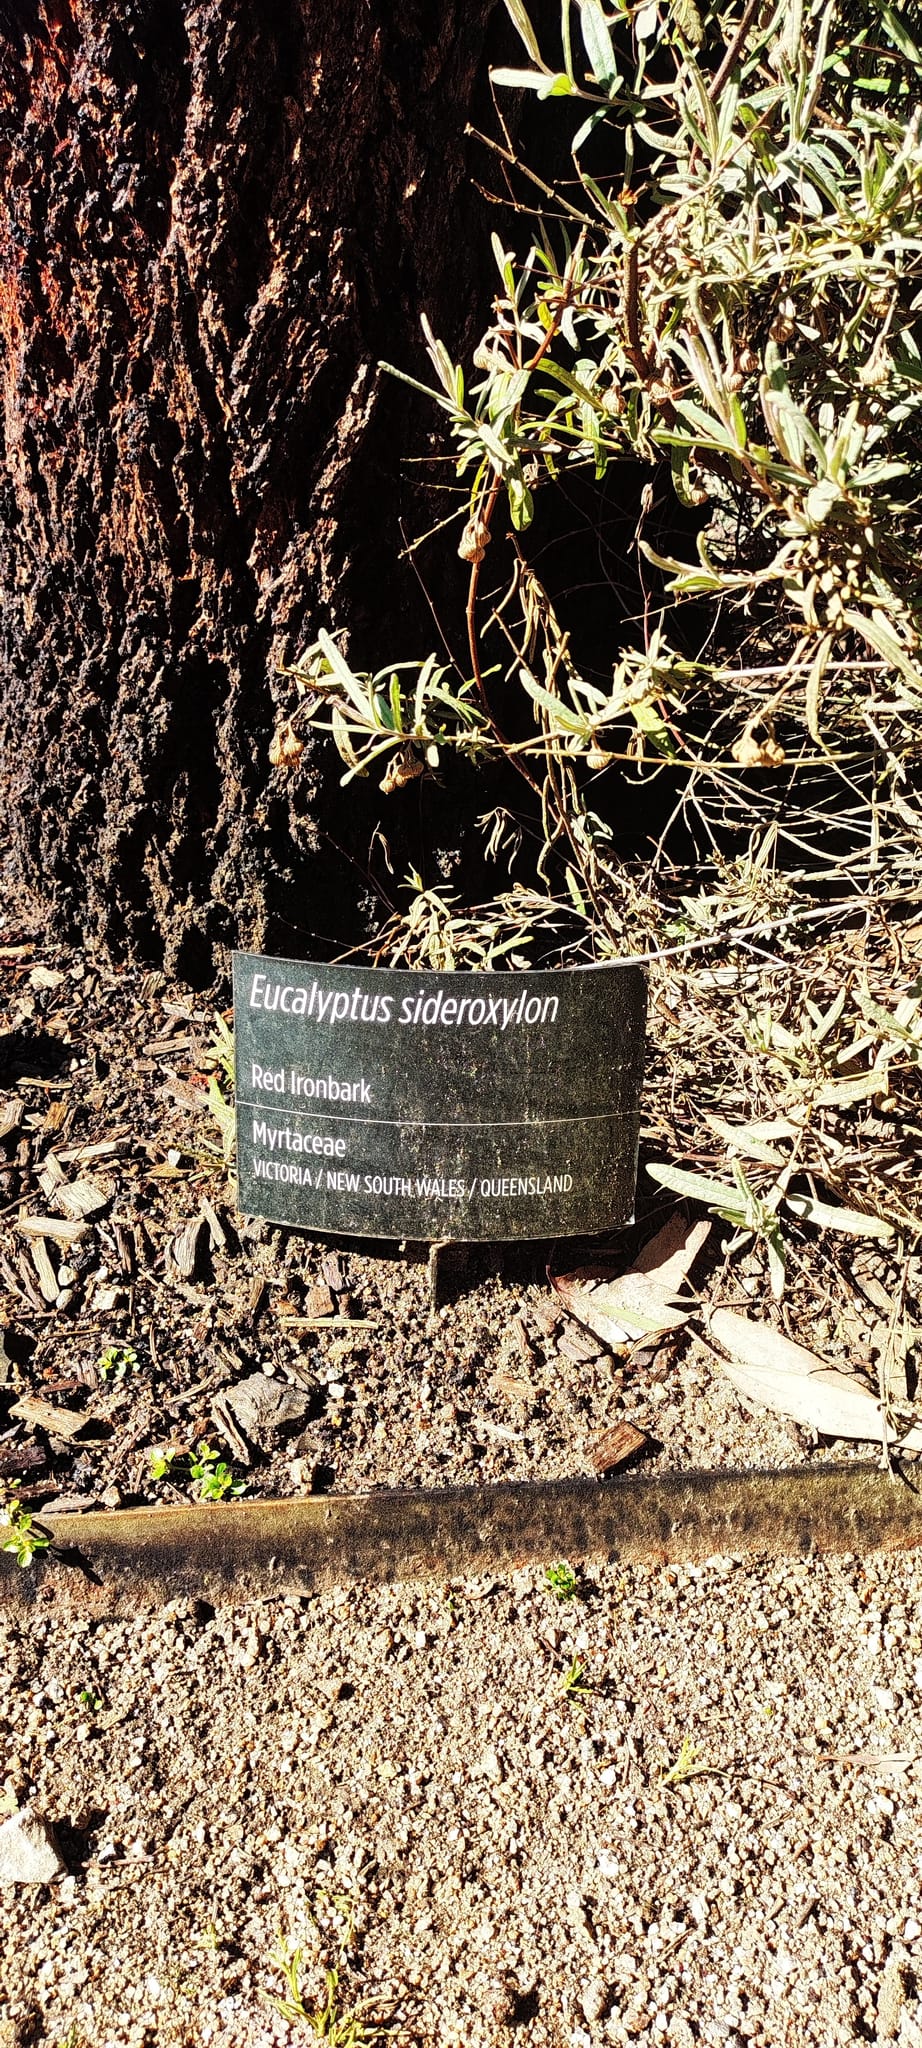 Eucalyptus sideroxylon
Red Ironbark
Myrtaceae
VICTORIA / NEW SOUTH WALES / QUEENSLAND